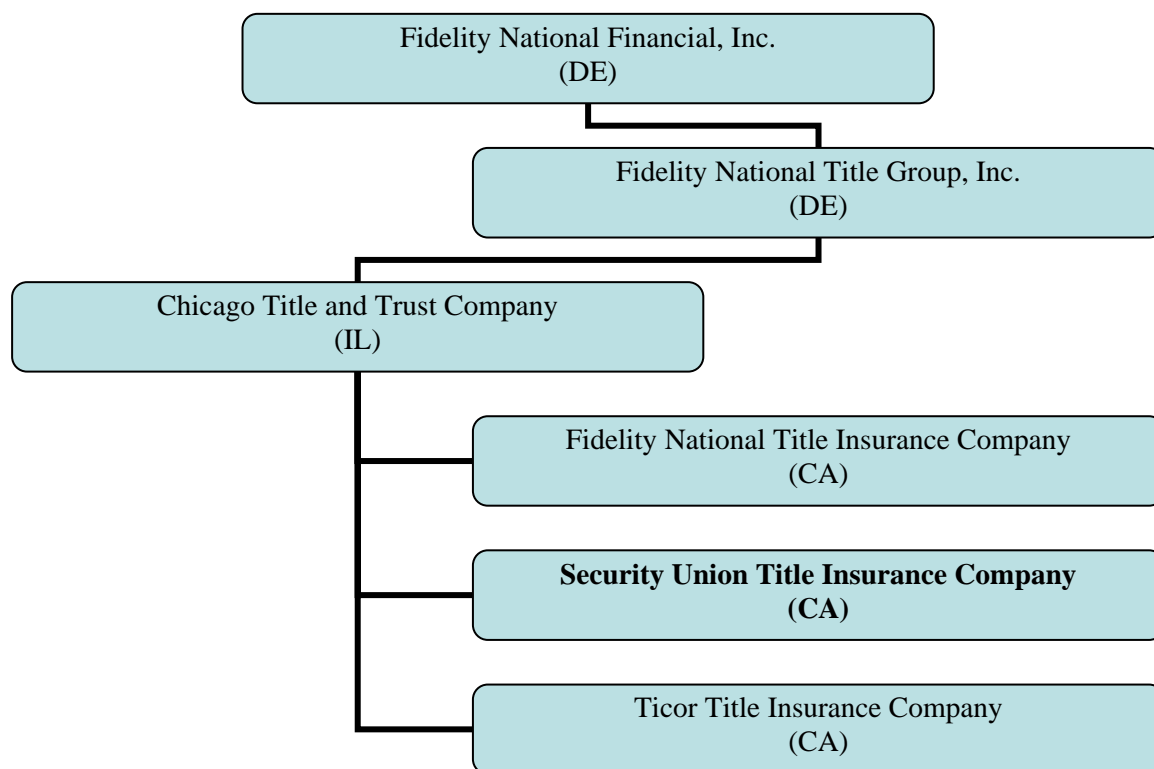 Fidelity National Financial, Inc.
(DE)
Fidelity National Title Group, Inc.
(DE)
Chicago Title and Trust Company
(IL)
Fidelity National Title Insurance Company
(CA)
Security Union Title Insurance Company
(CA)
Ticor Title Insurance Company
(CA)